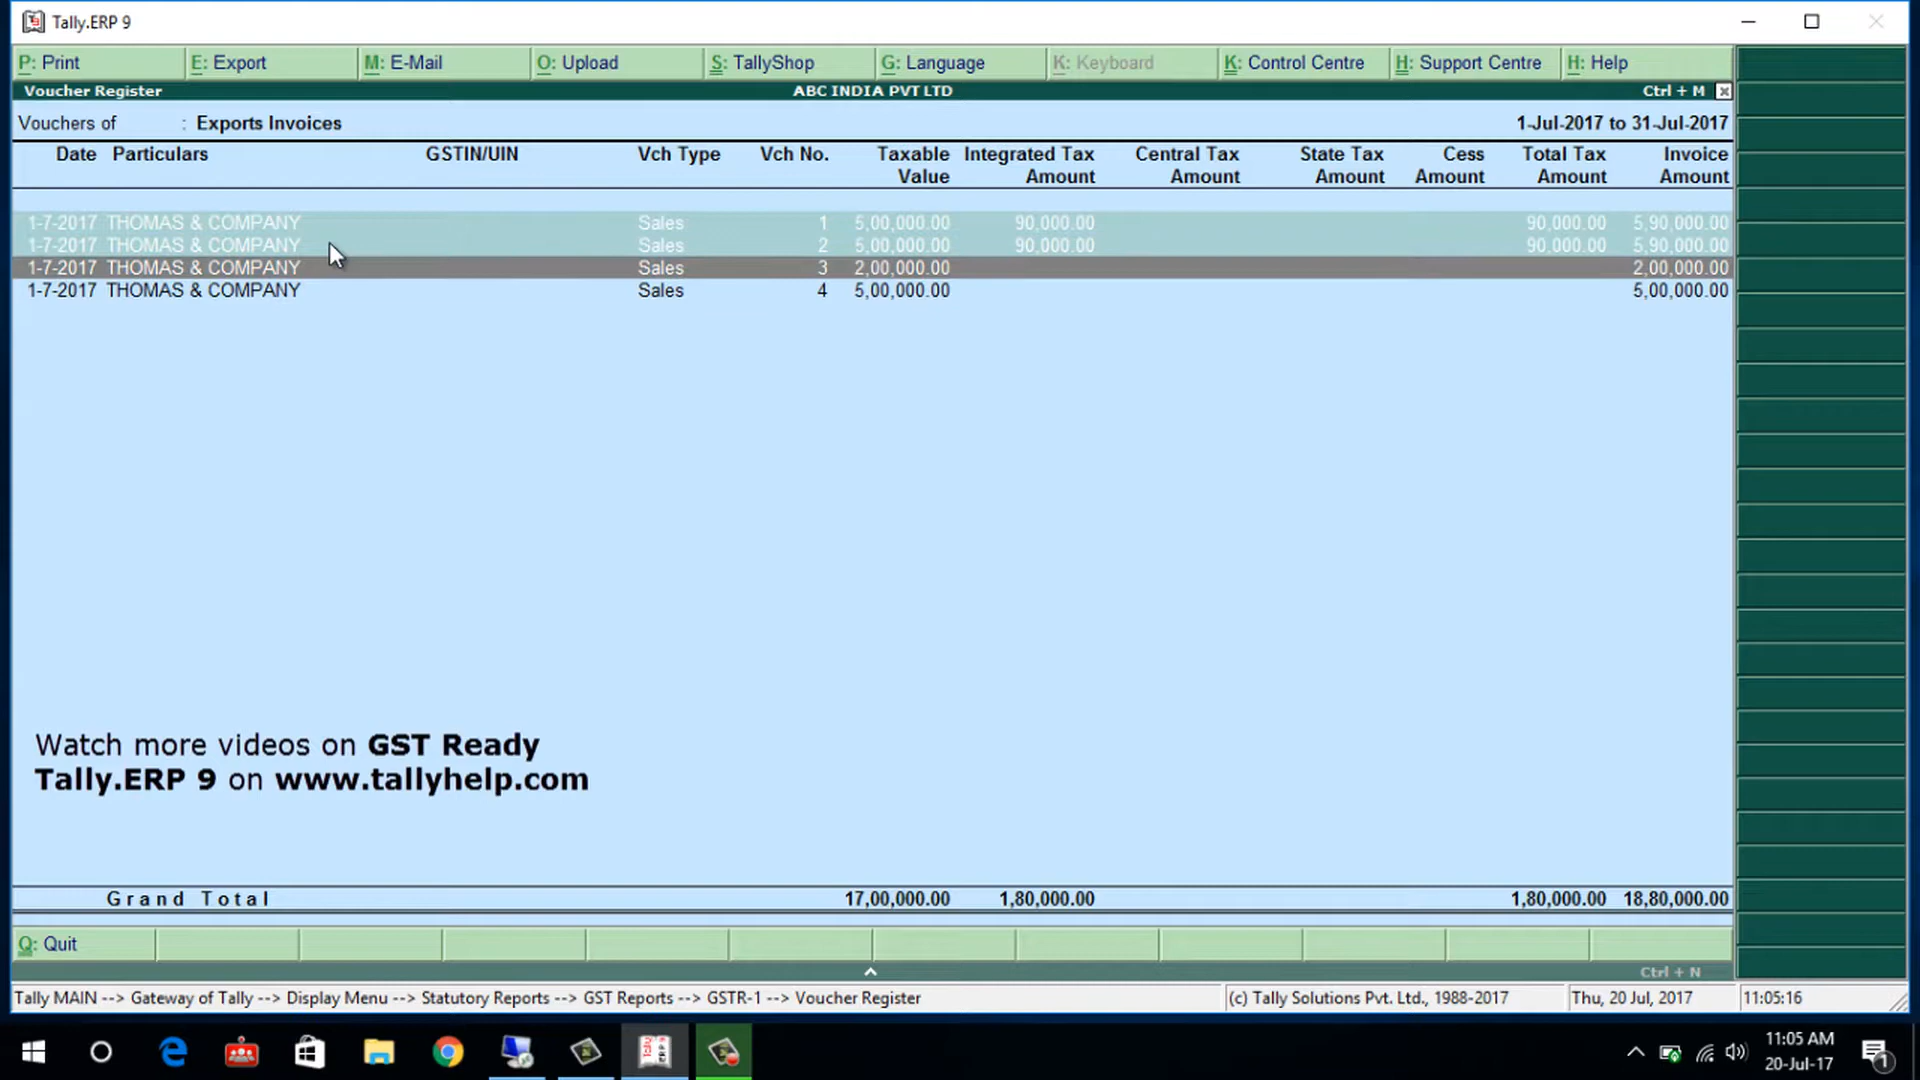 Tally.ERP 9
P: Print E: Export M: E-Mail O: Upload S: TallyShop G: Language K: Keyboard K: Control Centre H: Support Centre H: Help
Voucher Register ABC INDIA PVT LTD Ctrl + M
Vouchers of : Exports Invoices 1-Jul-2017 to 31-Jul-2017
Date Particulars GSTIN/UIN Vch Type Vch No. Taxable Integrated Tax Central Tax State Tax Cess Total Tax Invoice
Value Amount Amount Amount Amount Amount Amount
1-7-2017 THOMAS & COMPANY Sales 1 5,00,000.00 90,000.00 90,000.00 5,90,000.00
1-7-2017 THOMAS & COMPANY Sales 2 5,00,000.00 90,000.00 90,000.00 5,90,000.00
1-7-2017 THOMAS & COMPANY Sales 3 2,00,000.00 2,00,000.00
1-7-2017 THOMAS & COMPANY Sales 4 5,00,000.00 5,00,000.00
Watch more videos on GST Ready
Tally.ERP 9 on www.tallyhelp.com
Grand Total 17,00,000.00 1,80,000.00 1,80,000.00 18,80,000.00
Q: Quit
Ctrl + N
Tally MAIN --> Gateway of Tally --> Display Menu --> Statutory Reports --> GST Reports --> GSTR-1 --> Voucher Register (c) Tally Solutions Pvt. Ltd., 1988-2017 Thu, 20 Jul, 2017 11:05:16
11:05 AM
20-Jul-17
1